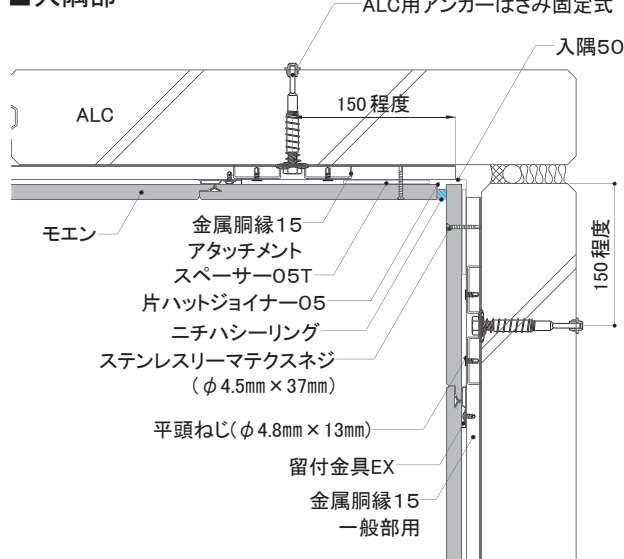 ■入隅部
ALC用アンカーはさみ固定式
入隅50
150程度
ALC
モエン
金属胴縁15
アタッチメント
スペーサー05T
片ハットジョイナー05
ニチハシーリング
ステンレスリーマテクスネジ
(φ4.5mm×37mm)
150程度
平頭ねじ(φ4.8mm×13mm)
留付金具EX
金属胴縁15
一般部用